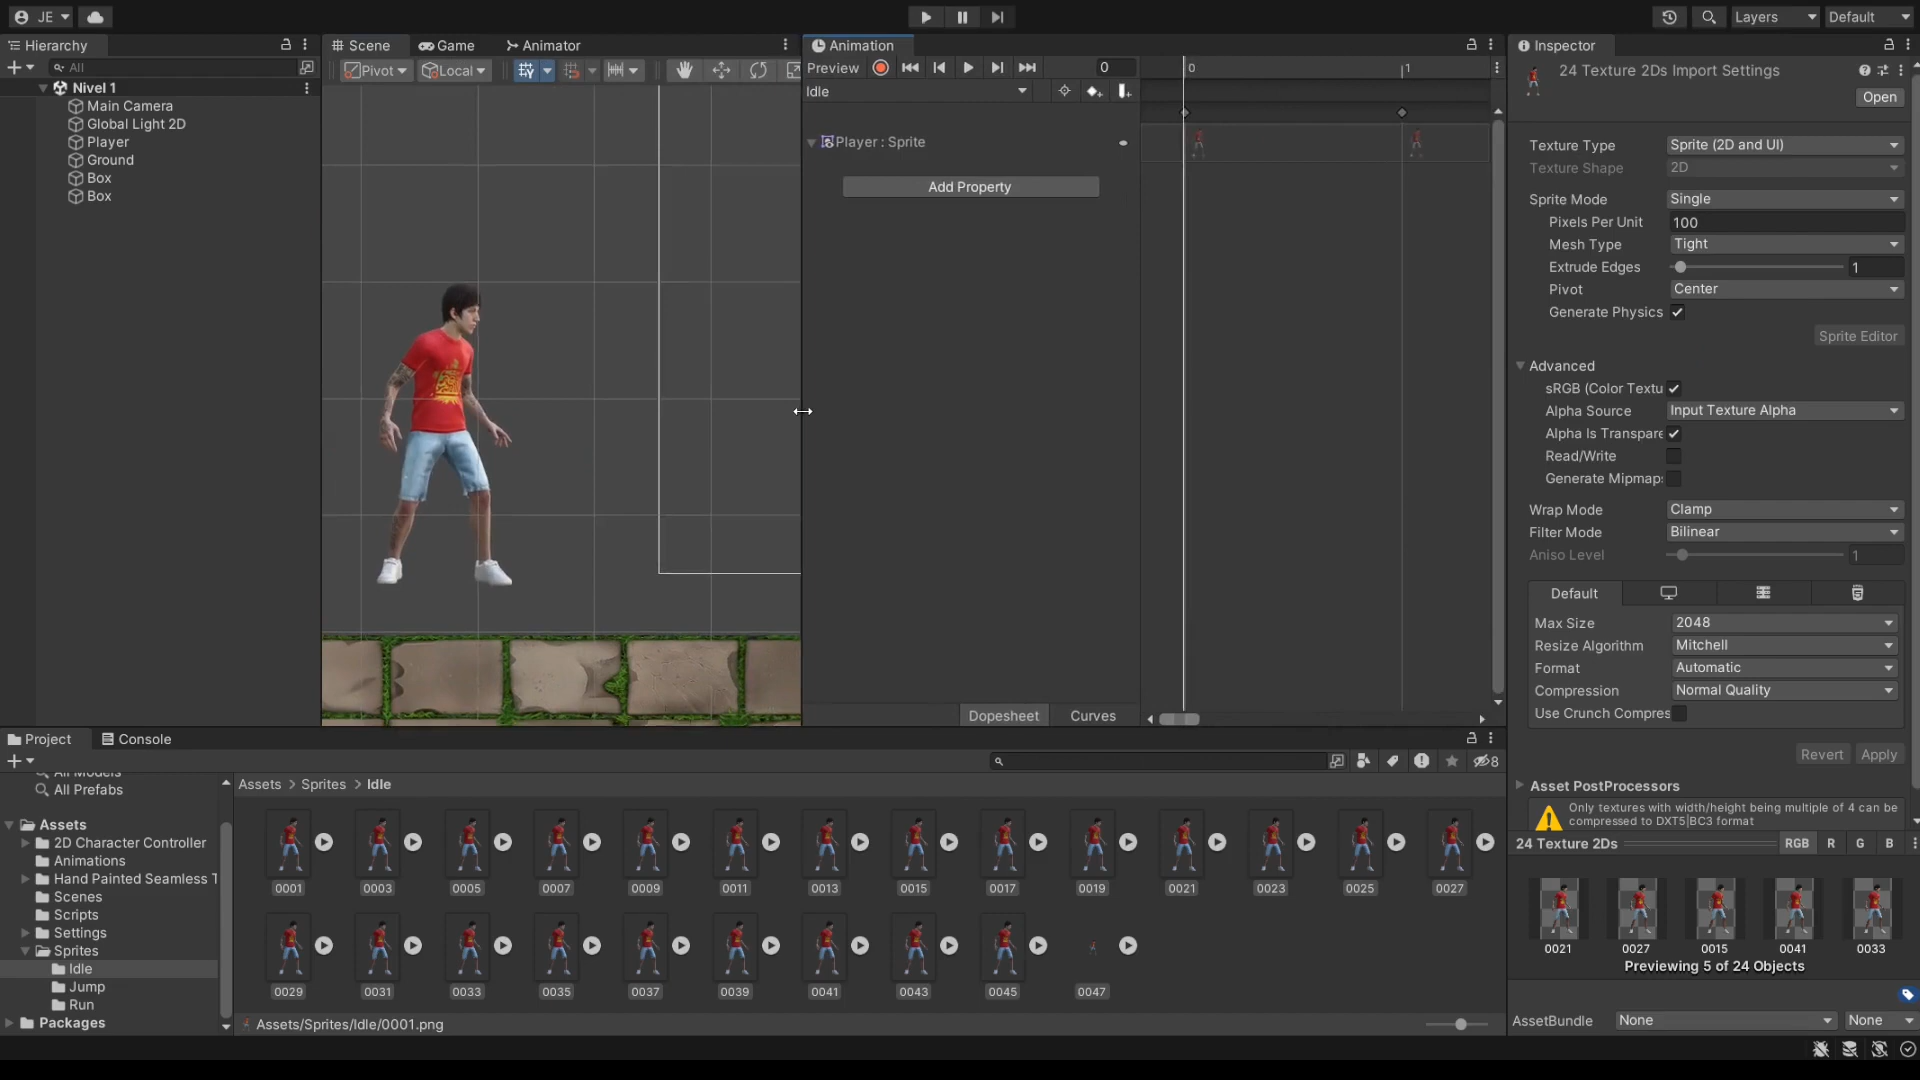 JE
Layers
Default
Hierarchy
All
Nivel 1
Main Camera
Global Light 2D
Player
Ground
Box
Box
Scene
Game
Animator
Pivot
Local
Animation
Preview
0
0
1
Idle
Player : Sprite
Add Property
Dopesheet
Curves
Inspector
24 Texture 2Ds Import Settings
Open
Texture Type
Sprite (2D and UI)
Texture Shape
2D
Sprite Mode
Single
Pixels Per Unit
100
Mesh Type
Tight
Extrude Edges
1
Pivot
Center
Generate Physics
Sprite Editor
Advanced
sRGB (Color Textu
Alpha Source
Input Texture Alpha
Alpha Is Transpare
Read/Write
Generate Mipmap
Wrap Mode
Clamp
Filter Mode
Bilinear
Aniso Level
1
Default
Max Size
2048
Resize Algorithm
Mitchell
Format
Automatic
Compression
Normal Quality
Use Crunch Compres
Revert
Apply
Asset PostProcessors
Only textures with width/height being multiple of 4 can be
compressed to DXT5|BC3 format
24 Texture 2Ds
RGB
R
G
B
0021
0027
0015
0041
0033
Previewing 5 of 24 Objects
AssetBundle
None
None
Project
Console
8
All Models
All Prefabs
Assets
2D Character Controller
Animations
Hand Painted Seamless T
Scenes
Scripts
Settings
Sprites
Idle
Jump
Run
Packages
Assets > Sprites > Idle
0001
0003
0005
0007
0009
0011
0013
0015
0017
0019
0021
0023
0025
0027
0029
0031
0033
0035
0037
0039
0041
0043
0045
0047
Assets/Sprites/Idle/0001.png